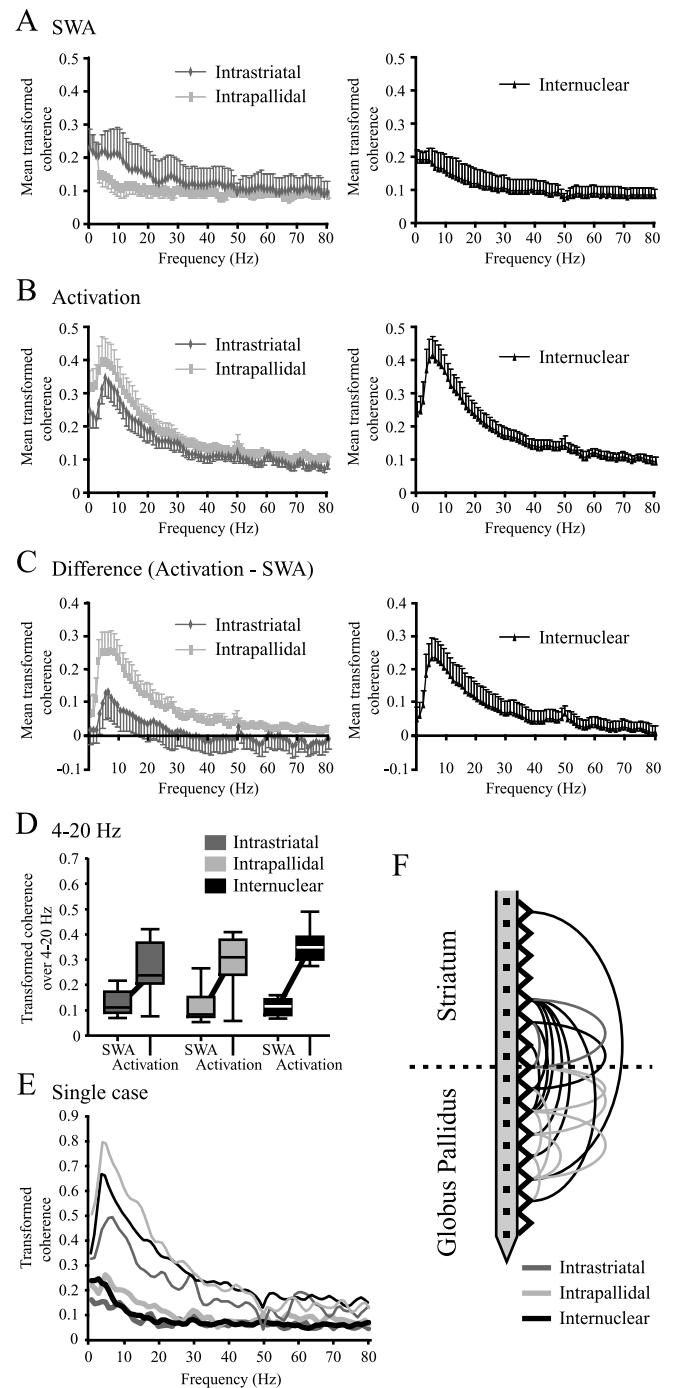 A SWA
Mean transformed
coherence
0.5
0.4
0.3
0.2
0.1
0
Intrastriatal
Intrapallidal
0 10 20 30 40 50 60 70 80
Frequency (Hz)
Mean transformed
coherence
0.5
0.4
0.3
0.2
0.1
0
Internuclear
0 10 20 30 40 50 60 70 80
Frequency (Hz)
B Activation
Mean transformed
coherence
0.5
0.4
0.3
0.2
0.1
0
Intrastriatal
Intrapallidal
0 10 20 30 40 50 60 70 80
Frequency (Hz)
Mean transformed
coherence
0.5
0.4
0.3
0.2
0.1
0
Internuclear
0 10 20 30 40 50 60 70 80
Frequency (Hz)
C Difference (Activation - SWA)
Mean transformed
coherence
0.4
0.3
0.2
0.1
0
-0.1
Intrastriatal
Intrapallidal
10 20 30 40 50 60 70 80
Frequency (Hz)
Mean transformed
coherence
0.4
0.3
0.2
0.1
0
-0.1
Internuclear
10 20 30 40 50 60 70 80
Frequency (Hz)
D 4-20 Hz
Intrastriatal
Intrapallidal
Internuclear
Transformed coherence
over 4-20 Hz
0.7
0.6
0.5
0.4
0.3
0.2
0.1
0
SWA SWA SWA
Activation Activation Activation
E Single case
Transformed
coherence
0.9
0.8
0.7
0.6
0.5
0.4
0.3
0.2
0.1
0
0 10 20 30 40 50 60 70 80
Frequency (Hz)
F
Striatum
Globus Pallidus
Intrastriatal
Intrapallidal
Internuclear